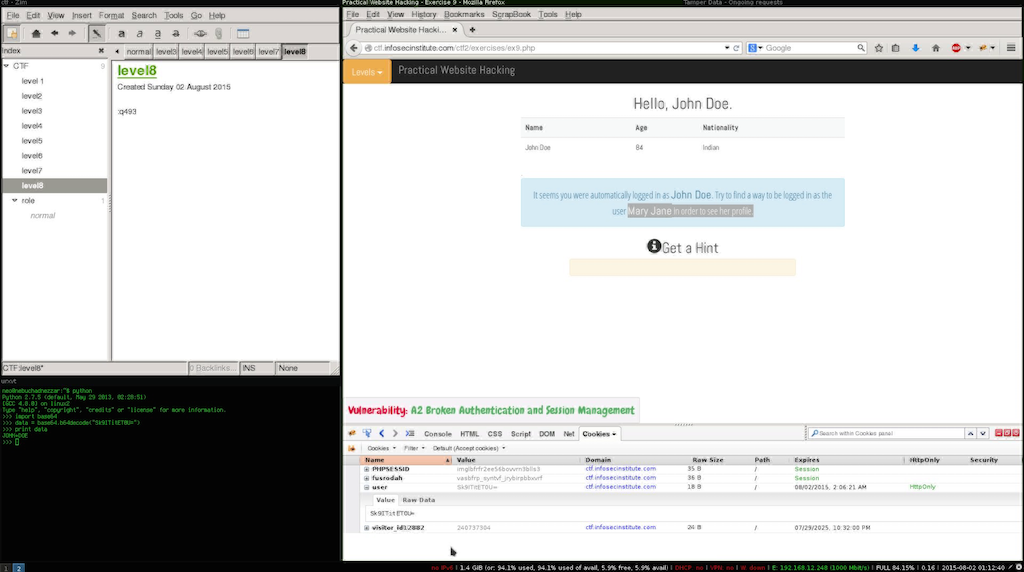 ctf - Zim
Practical Website Hacking - Exercise 9 - Mozilla Firefox
Tamper Data - Ongoing requests
File Edit View Insert Format Search Tools Go Help
File Edit View History Bookmarks ScrapBook Tools Help
Practical Website Hacki...
Index
normal level3 level4 level5 level6 level7 level8
ctf.infosecinstitute.com/ctf2/exercises/ex9.php
Google
CTF 9
level 1
level2
level3
level4
level5
level6
level7
level8
role 1
normal
level8
Created Sunday 02 August 2015
:q493
Levels
Practical Website Hacking
Hello, John Doe.
Name Age Nationality
John Doe 84 Indian
It seems you were automatically logged in as John Doe. Try to find a way to be logged in as the
user Mary Jane in order to see her profile.
Get a Hint
CTF:level8*
0 Backlinks...
INS
None
urxvt
neo@nebuchadnezzar:~$ python
Python 2.7.5 (default, May 29 2013, 02:28:51)
[GCC 4.8.0] on linux2
Type "help", "copyright", "credits" or "license" for more information.
>>> import base64
>>> print data
JOHN+DOE
>>>
Vulnerability: A2 Broken Authentication and Session Management
Console HTML CSS Script DOM Net Cookies
Search within Cookies panel
Cookies Filter Default (Accept cookies)
Name Value Domain Raw Size Path Expires HttpOnly Security
PHPSESSID ctf.infosecinstitute.com 35 B / Session
fusrodah ctf.infosecinstitute.com 36 B / Session
user ctf.infosecinstitute.com 18 B / 08/02/2015, 2:06:21 AM HttpOnly
Value Raw Data
visitor_id12882 240737304 ctf.infosecinstitute.com 24 B / 07/29/2025, 10:32:00 PM
1 2
no IPv6 | 1.4 GiB (or: 94.1% used, 94.1% used of avail, 5.9% free, 5.9% avail) | DHCP: no | VPN: no | W: down | E: 192.168.12.248 (1000 Mbit/s) | FULL 84.15% | 0.16 | 2015-08-02 01:12:40